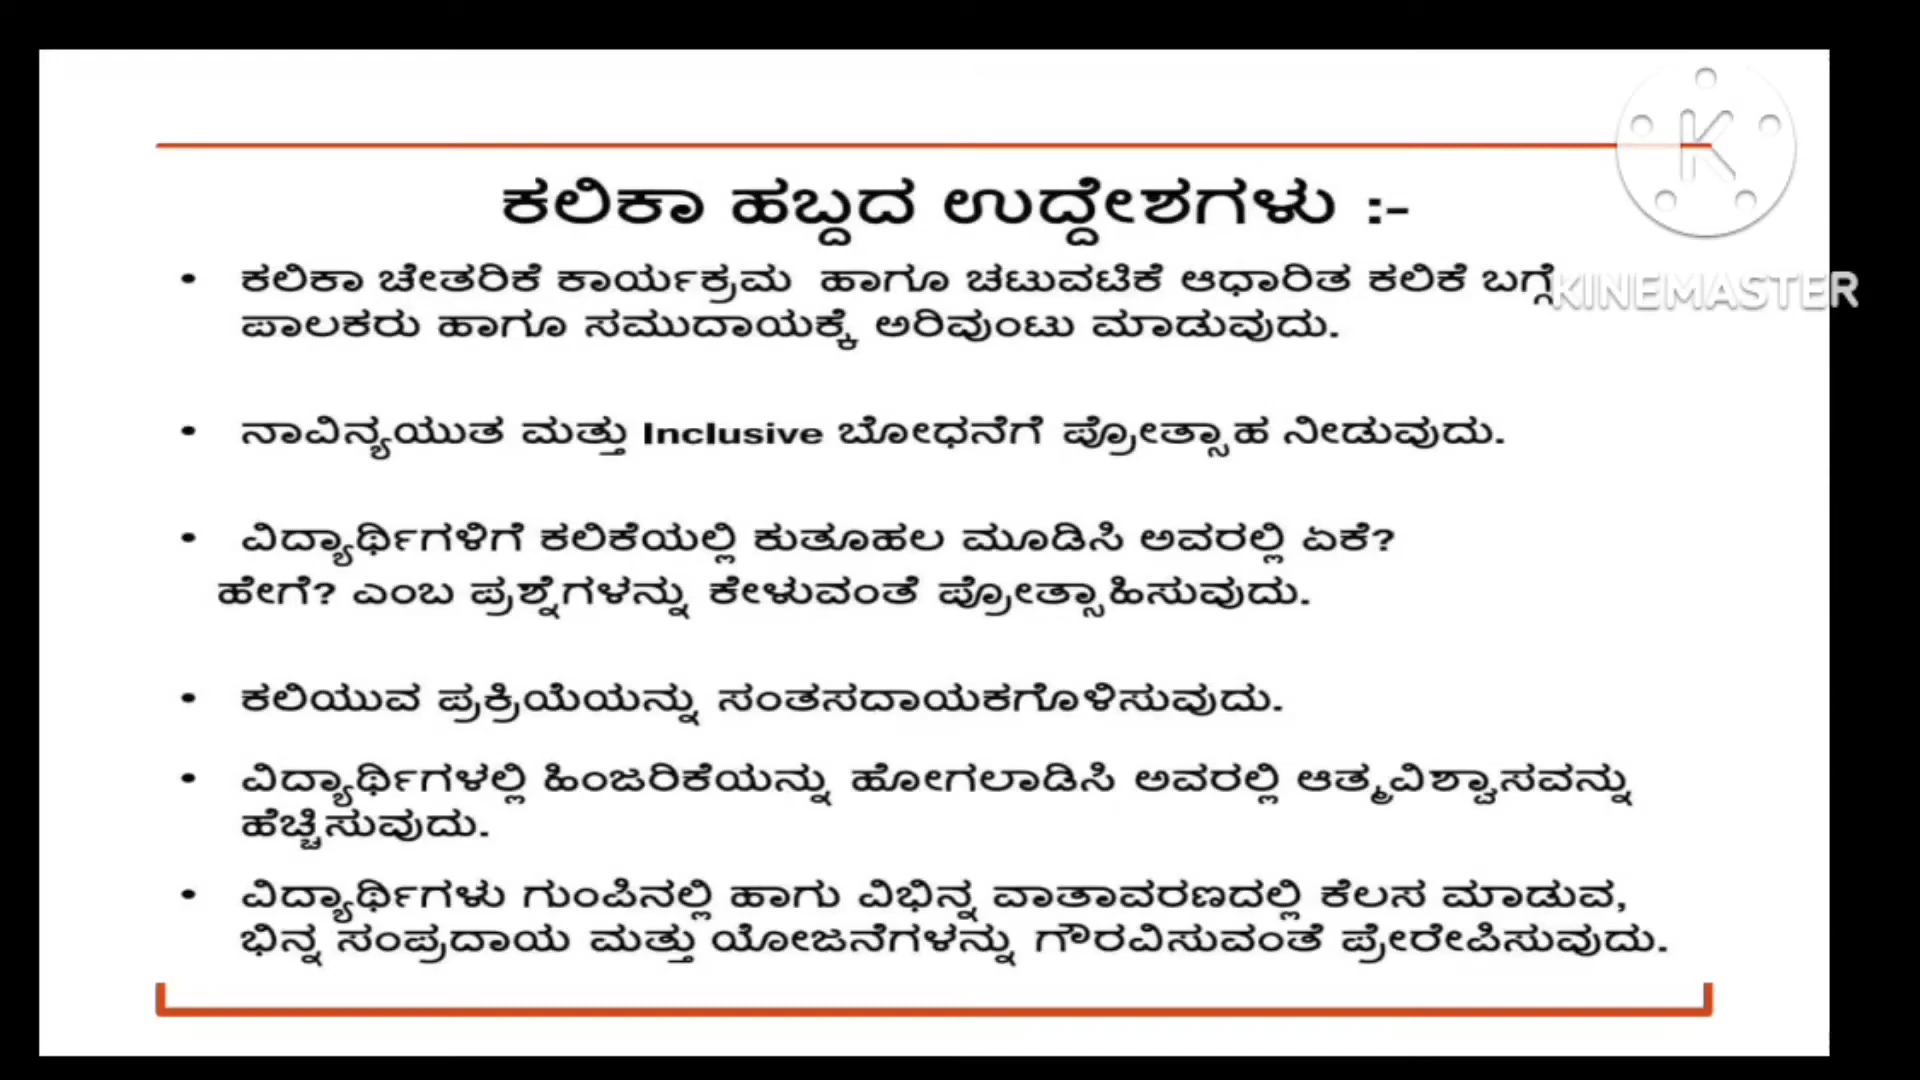 ಕಲಿಕಾ ಹಬ್ಬದ ಉದ್ದೇಶಗಳು :-
• ಕಲಿಕಾ ಚೇತರಿಕೆ ಕಾರ್ಯಕ್ರಮ ಹಾಗೂ ಚಟುವಟಿಕೆ ಆಧಾರಿತ ಕಲಿಕೆ ಬಗ್ಗೆ
ಪಾಲಕರು ಹಾಗೂ ಸಮುದಾಯಕ್ಕೆ ಅರಿವುಂಟು ಮಾಡುವುದು.
• ನಾವಿನ್ಯಯುತ ಮತ್ತು Inclusive ಬೋಧನೆಗೆ ಪ್ರೋತ್ಸಾಹ ನೀಡುವುದು.
• ವಿದ್ಯಾರ್ಥಿಗಳಿಗೆ ಕಲಿಕೆಯಲ್ಲಿ ಕುತೂಹಲ ಮೂಡಿಸಿ ಅವರಲ್ಲಿ ಏಕೆ?
ಹೇಗೆ? ಎಂಬ ಪ್ರಶ್ನೆಗಳನ್ನು ಕೇಳುವಂತೆ ಪ್ರೋತ್ಸಾಹಿಸುವುದು.
• ಕಲಿಯುವ ಪ್ರಕ್ರಿಯೆಯನ್ನು ಸಂತಸದಾಯಕಗೊಳಿಸುವುದು.
• ವಿದ್ಯಾರ್ಥಿಗಳಲ್ಲಿ ಹಿಂಜರಿಕೆಯನ್ನು ಹೋಗಲಾಡಿಸಿ ಅವರಲ್ಲಿ ಆತ್ಮವಿಶ್ವಾಸವನ್ನು
ಹೆಚ್ಚಿಸುವುದು.
• ವಿದ್ಯಾರ್ಥಿಗಳು ಗುಂಪಿನಲ್ಲಿ ಹಾಗು ವಿಭಿನ್ನ ವಾತಾವರಣದಲ್ಲಿ ಕೆಲಸ ಮಾಡುವ,
ಭಿನ್ನ ಸಂಪ್ರದಾಯ ಮತ್ತು ಯೋಜನೆಗಳನ್ನು ಗೌರವಿಸುವಂತೆ ಪ್ರೇರೇಪಿಸುವುದು.
K
KINEMASTER